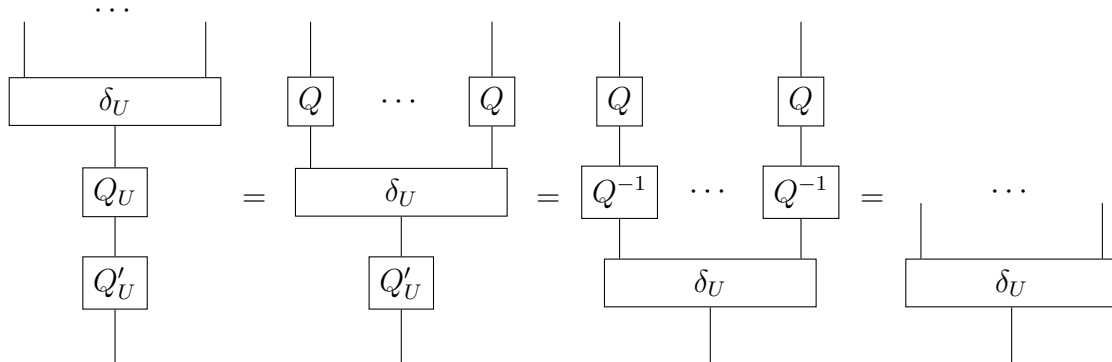 ...
δ_U
Q_U
Q'_U
=
Q ... Q
δ_U
Q'_U
=
Q Q
Q^{-1} ... Q^{-1}
δ_U
=
...
δ_U